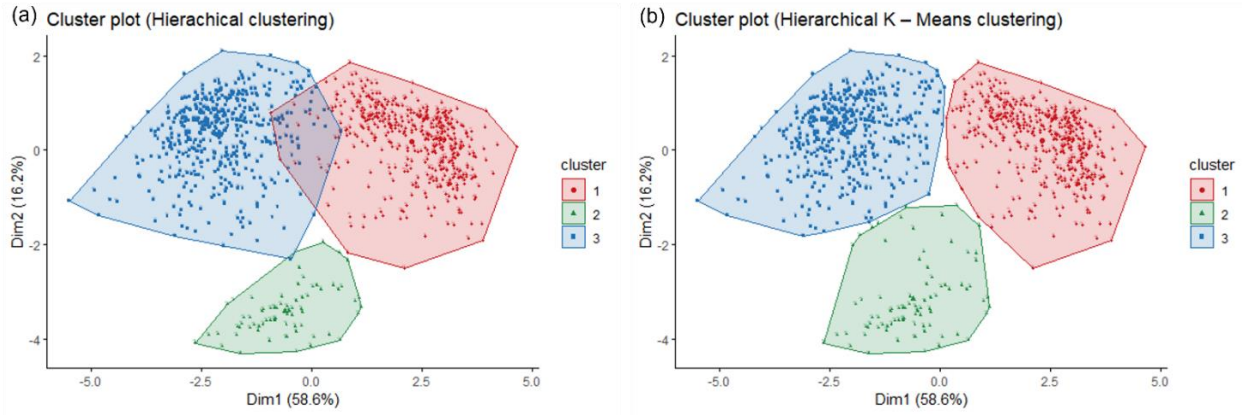 (a) Cluster plot (Hierachical clustering)
2
0
-2
-4
Dim2 (16.2%)
-5.0 -2.5 0.0 2.5 5.0
Dim1 (58.6%)
cluster
1
2
3
(b) Cluster plot (Hierarchical K – Means clustering)
2
0
-2
-4
Dim2 (16.2%)
-5.0 -2.5 0.0 2.5 5.0
Dim1 (58.6%)
cluster
1
2
3